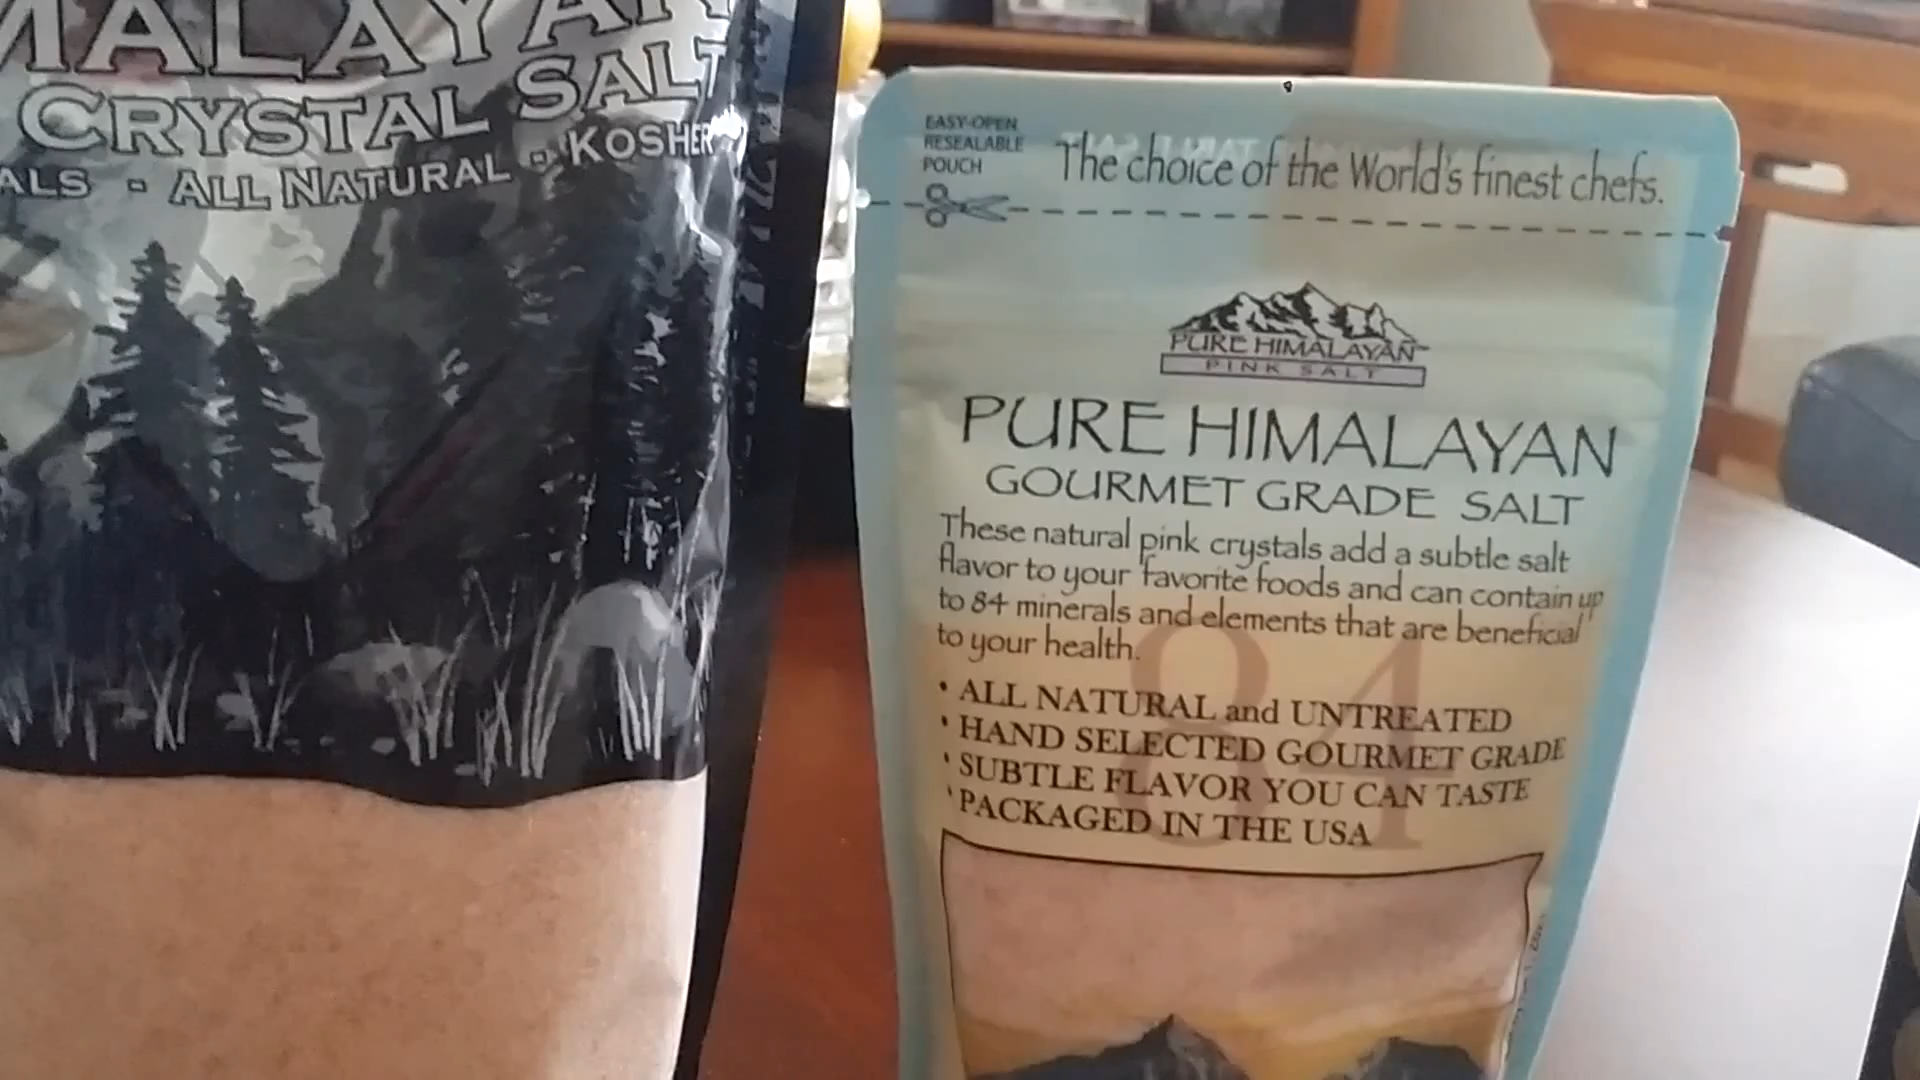 CRYSTAL SALT
ALL NATURAL - KOSHER
EASY-OPEN
RESEALABLE
POUCH
The choice of the World's finest chefs.
PURE HIMALAYAN
PINK SALT
PURE HIMALAYAN
GOURMET GRADE SALT
These natural pink crystals add a subtle salt
flavor to your favorite foods and can contain up
to 84 minerals and elements that are beneficial
to your health.
84
• ALL NATURAL and UNTREATED
• HAND SELECTED GOURMET GRADE
• SUBTLE FLAVOR YOU CAN TASTE
• PACKAGED IN THE USA